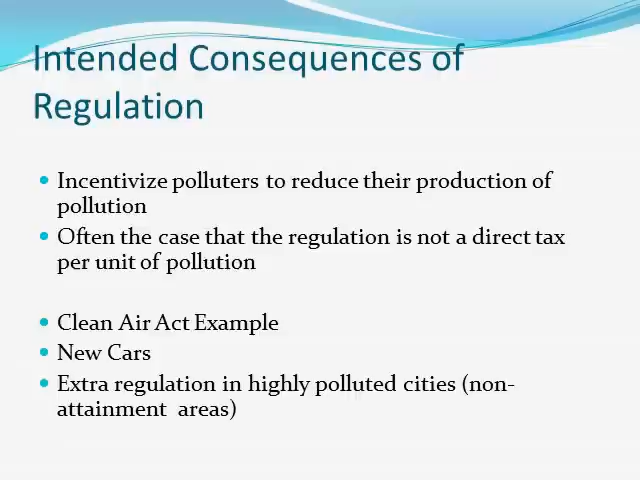 Intended Consequences of
Regulation
• Incentivize polluters to reduce their production of
pollution
• Often the case that the regulation is not a direct tax
per unit of pollution
• Clean Air Act Example
• New Cars
• Extra regulation in highly polluted cities (non-
attainment areas)